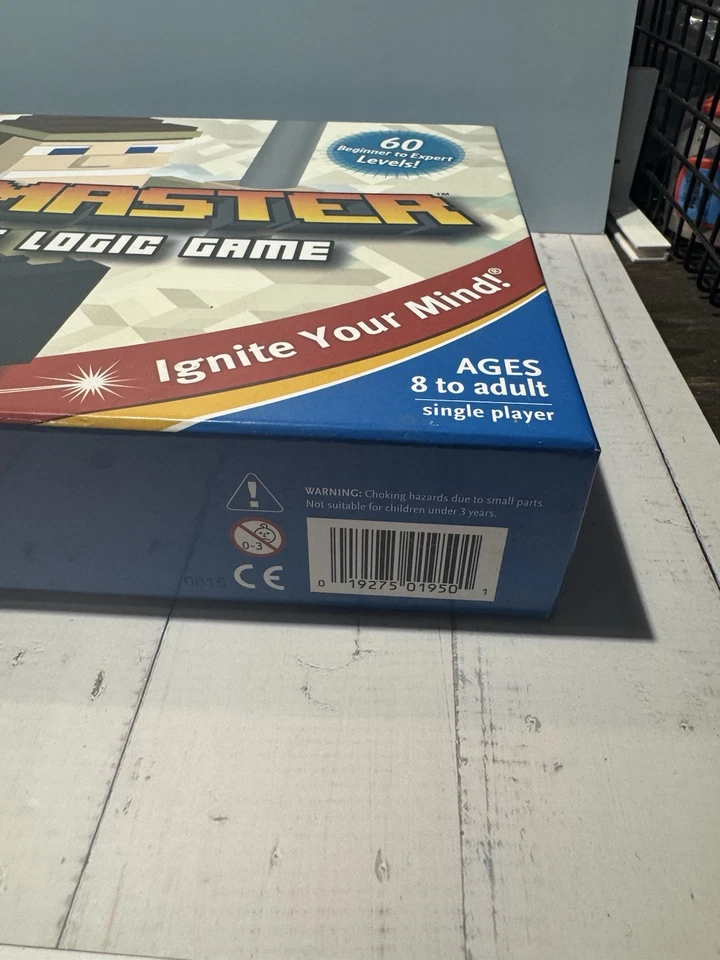 60
Beginner to Expert
Levels!
MASTER™
LOGIC GAME
Ignite Your Mind!®
AGES
8 to adult
single player
WARNING: Choking hazards due to small parts.
Not suitable for children under 3 years.
0-3
0815 CE
0 19275 01950 1